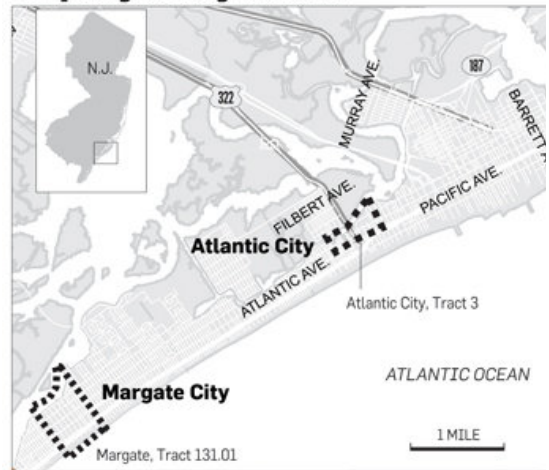 N.J.
322
187
MURRAY AVE.
BARRETT
PACIFIC AVE.
FILBERT AVE.
Atlantic City
ATLANTIC AVE.
Atlantic City, Tract 3
ATLANTIC OCEAN
Margate City
Margate, Tract 131.01
1 MILE